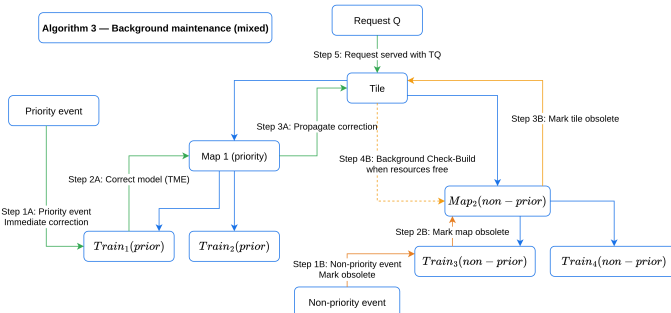 Request Q
Algorithm 3 — Background maintenance (mixed)
Step 5: Request served with TQ
Tile
Priority event
Step 3A: Propagate correction
Step 3B: Mark tile obsolete
Map 1 (priority)
Step 4B: Background Check-Build
when resources free
Step 2A: Correct model (TME)
Map₂(non − prior)
Step 1A: Priority event
Immediate correction
Step 2B: Mark map obsolete
Train₁(prior)
Train₂(prior)
Train₃(non − prior)
Train₄(non − prior)
Step 1B: Non-priority event
Mark obsolete
Non-priority event